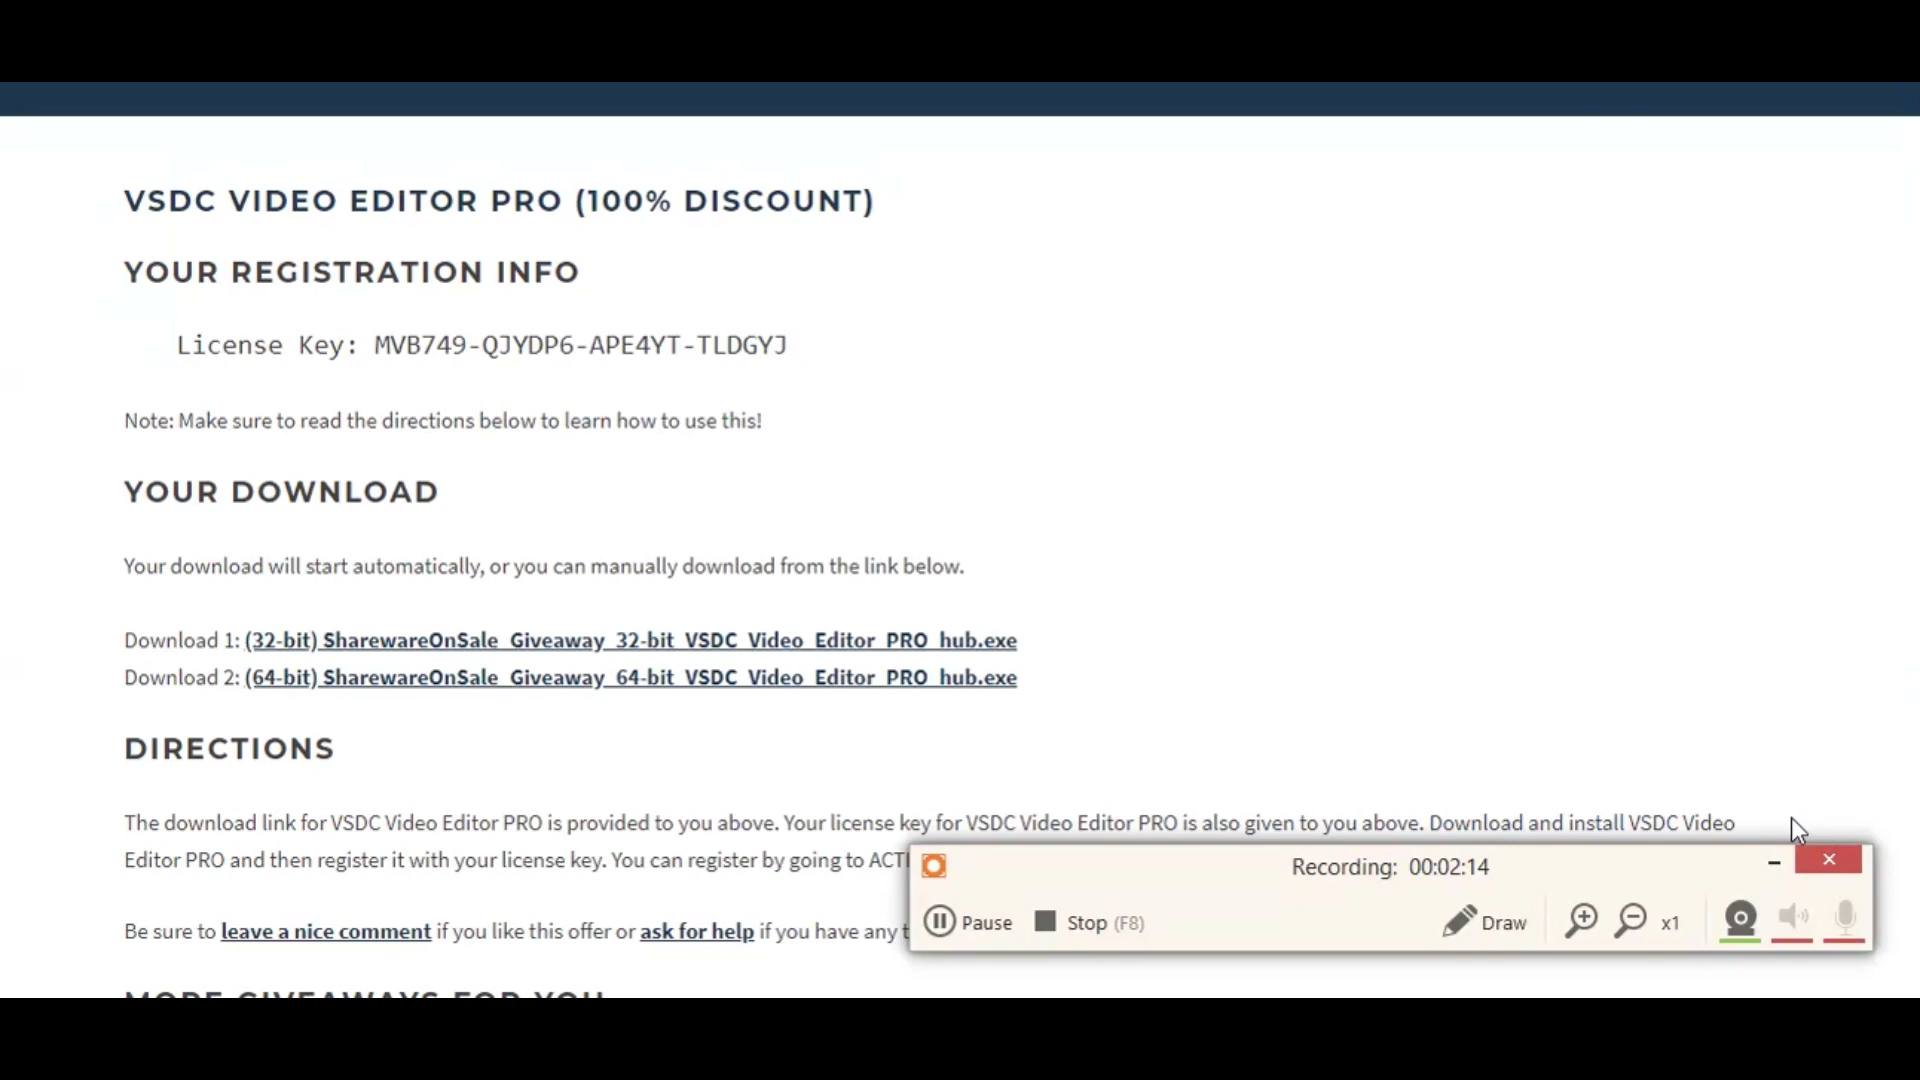 VSDC VIDEO EDITOR PRO (100% DISCOUNT)
YOUR REGISTRATION INFO
License Key: MVB749-QJYDP6-APE4YT-TLDGYJ
Note: Make sure to read the directions below to learn how to use this!
YOUR DOWNLOAD
Your download will start automatically, or you can manually download from the link below.
Download 1: (32-bit) SharewareOnSale_Giveaway_32-bit_VSDC_Video_Editor_PRO_hub.exe
Download 2: (64-bit) SharewareOnSale_Giveaway_64-bit_VSDC_Video_Editor_PRO_hub.exe
DIRECTIONS
The download link for VSDC Video Editor PRO is provided to you above. Your license key for VSDC Video Editor PRO is also given to you above. Download and install VSDC Video
Editor PRO and then register it with your license key. You can register by going to ACTI
Be sure to leave a nice comment if you like this offer or ask for help if you have any t
Recording: 00:02:14
Pause Stop (F8) Draw x1
MORE GIVEAWAYS FOR YOU